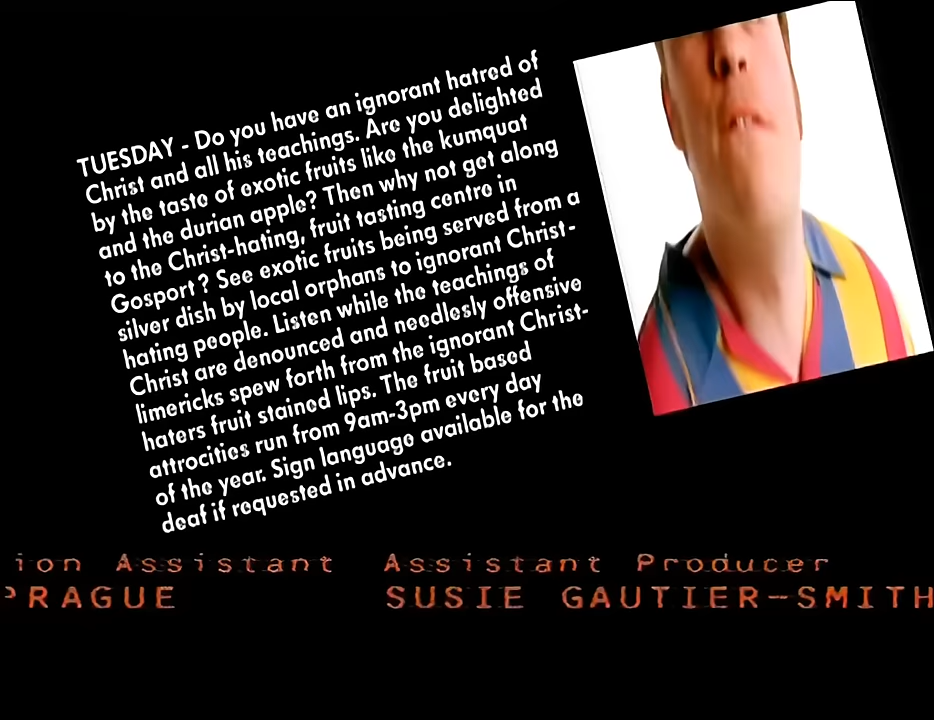 TUESDAY - Do you have an ignorant hatred of
Christ and all his teachings. Are you delighted
by the taste of exotic fruits like the kumquat
and the durian apple? Then why not get along
to the Christ-hating, fruit tasting centre in
Gosport? See exotic fruits being served from a
silver dish by local orphans to ignorant Christ-
hating people. Listen while the teachings of
Christ are denounced and needlesly offensive
limericks spew forth from the ignorant Christ-
haters fruit stained lips. The fruit based
attrocities run from 9am-3pm every day
of the year. Sign language available for the
deaf if requested in advance.
ion Assistant Assistant Producer
PRAGUE SUSIE GAUTIER-SMITH